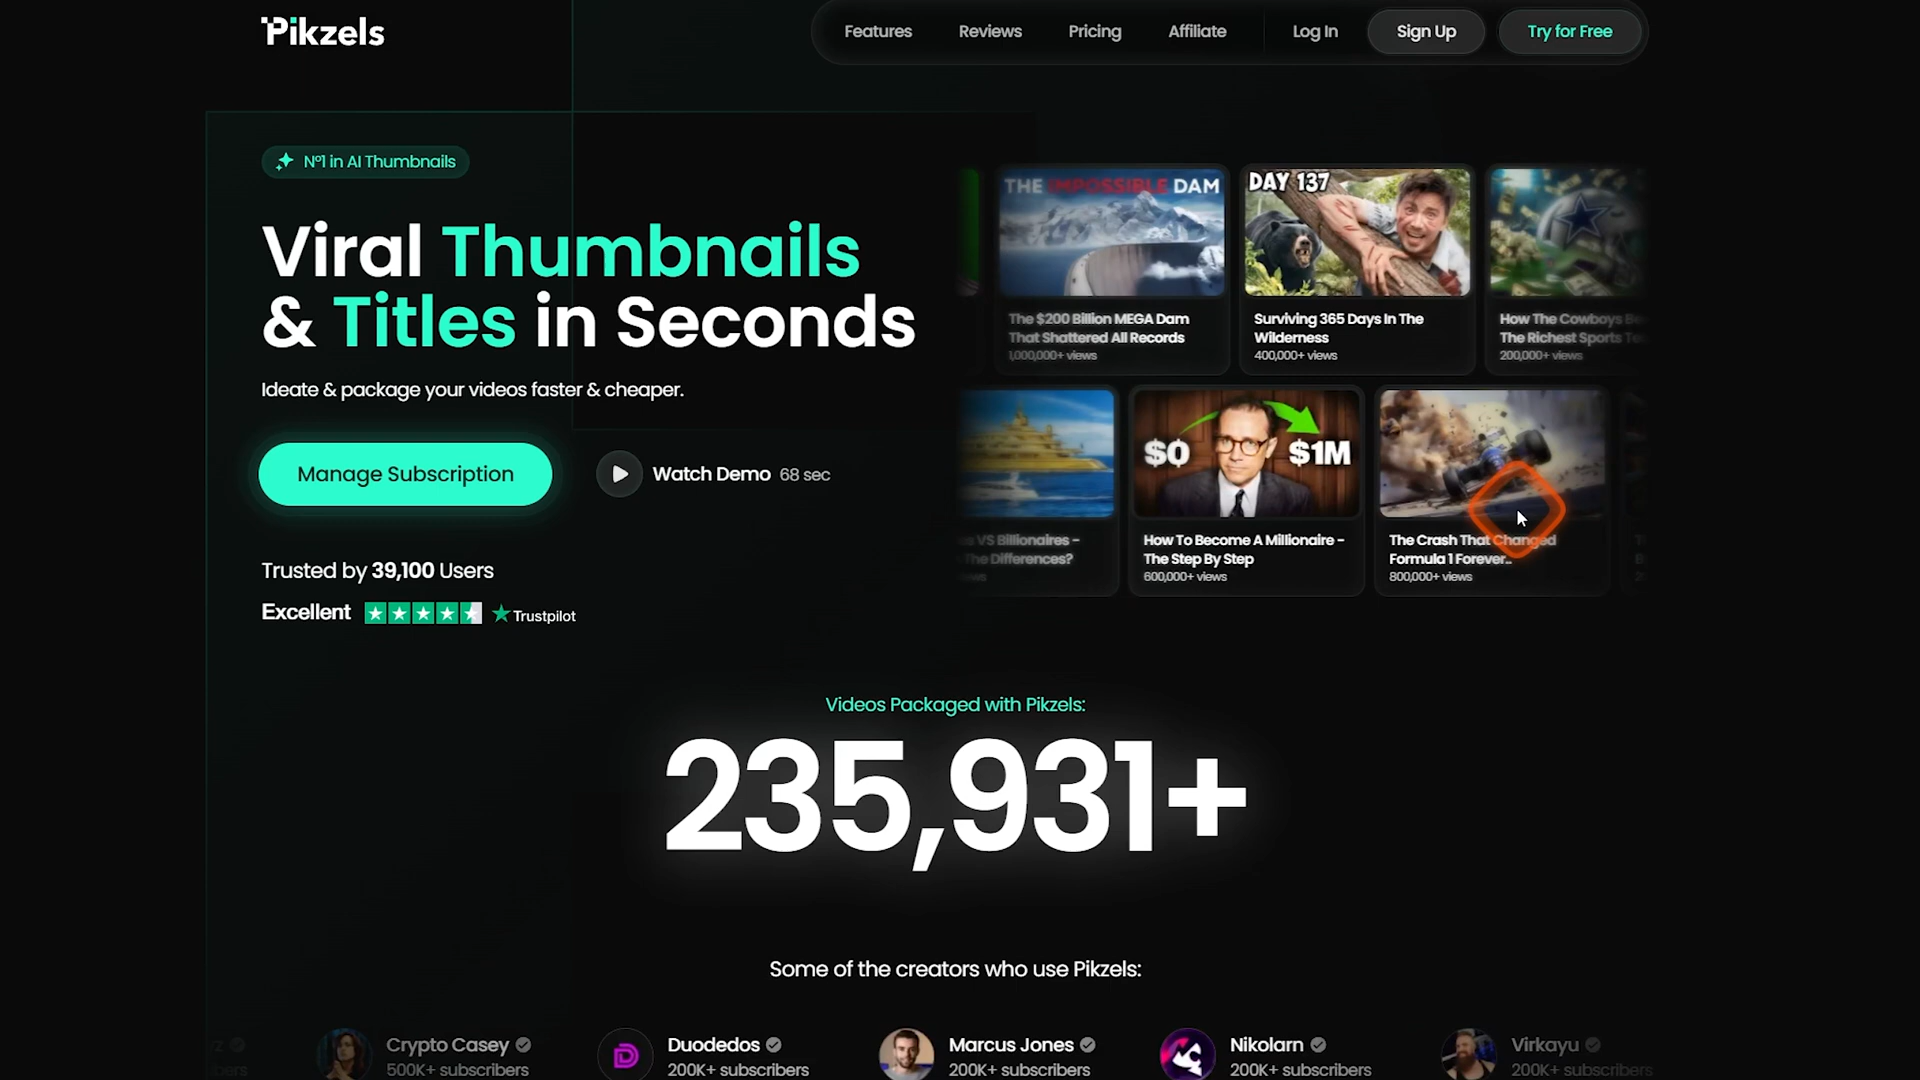 Pikzels
Features
Reviews
Pricing
Affiliate
Log In
Sign Up
Try for Free
Nº1 in AI Thumbnails
Viral Thumbnails
& Titles in Seconds
Ideate & package your videos faster & cheaper.
Manage Subscription
Watch Demo 68 sec
Trusted by 39,100 Users
Excellent
Trustpilot
THE IMPOSSIBLE DAM
The $200 Billion MEGA Dam
That Shattered All Records
1,000,000+ views
DAY 137
Surviving 365 Days In The
Wilderness
400,000+ views
How The Cowboys
The Richest Sports
200,000+ views
VS Billionaires -
The Differences?
$0
$1M
How To Become A Millionaire -
The Step By Step
600,000+ views
The Crash That Changed
Formula 1 Forever..
800,000+ views
Videos Packaged with Pikzels:
235,931+
Some of the creators who use Pikzels:
Crypto Casey
500K+ subscribers
Duodedos
200K+ subscribers
Marcus Jones
200K+ subscribers
Nikolarn
200K+ subscribers
Virkayu
200K+ subscribers